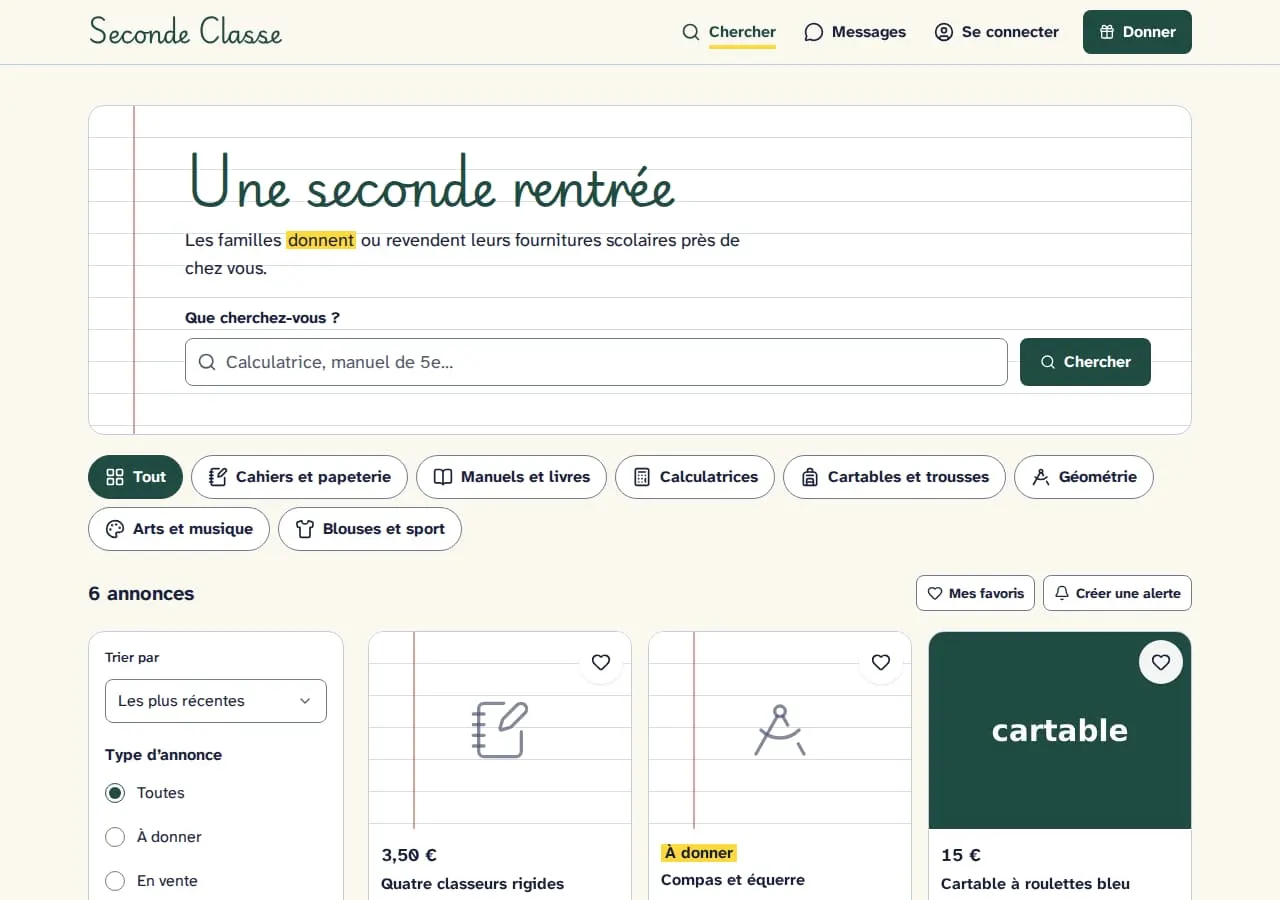 Seconde Classe
Chercher
Messages
Se connecter
Donner
Une seconde rentrée
Les familles donnent ou revendent leurs fournitures scolaires près de
chez vous.
Que cherchez-vous ?
Calculatrice, manuel de 5e...
Chercher
Tout
Cahiers et papeterie
Manuels et livres
Calculatrices
Cartables et trousses
Géométrie
Arts et musique
Blouses et sport
6 annonces
Mes favoris
Créer une alerte
Trier par
Les plus récentes
Type d’annonce
Toutes
À donner
En vente
3,50 €
Quatre classeurs rigides
À donner
Compas et équerre
cartable
15 €
Cartable à roulettes bleu